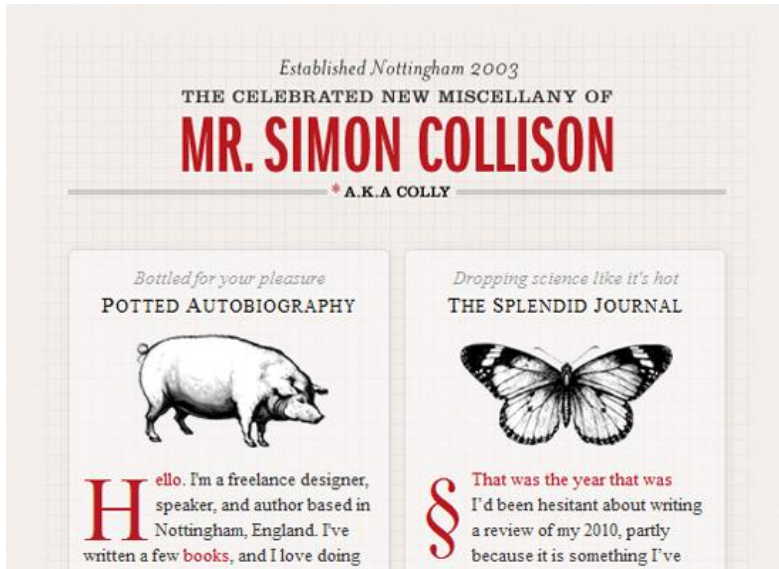 Established Nottingham 2003
THE CELEBRATED NEW MISCELLANY OF
MR. SIMON COLLISON
* A.K.A COLLY
Bottled for your pleasure
POTTED AUTOBIOGRAPHY
Hello. I'm a freelance designer,
speaker, and author based in
Nottingham, England. I've
written a few books, and I love doing
Dropping science like it's hot
THE SPLENDID JOURNAL
§ That was the year that was
I'd been hesitant about writing
a review of my 2010, partly
because it is something I've